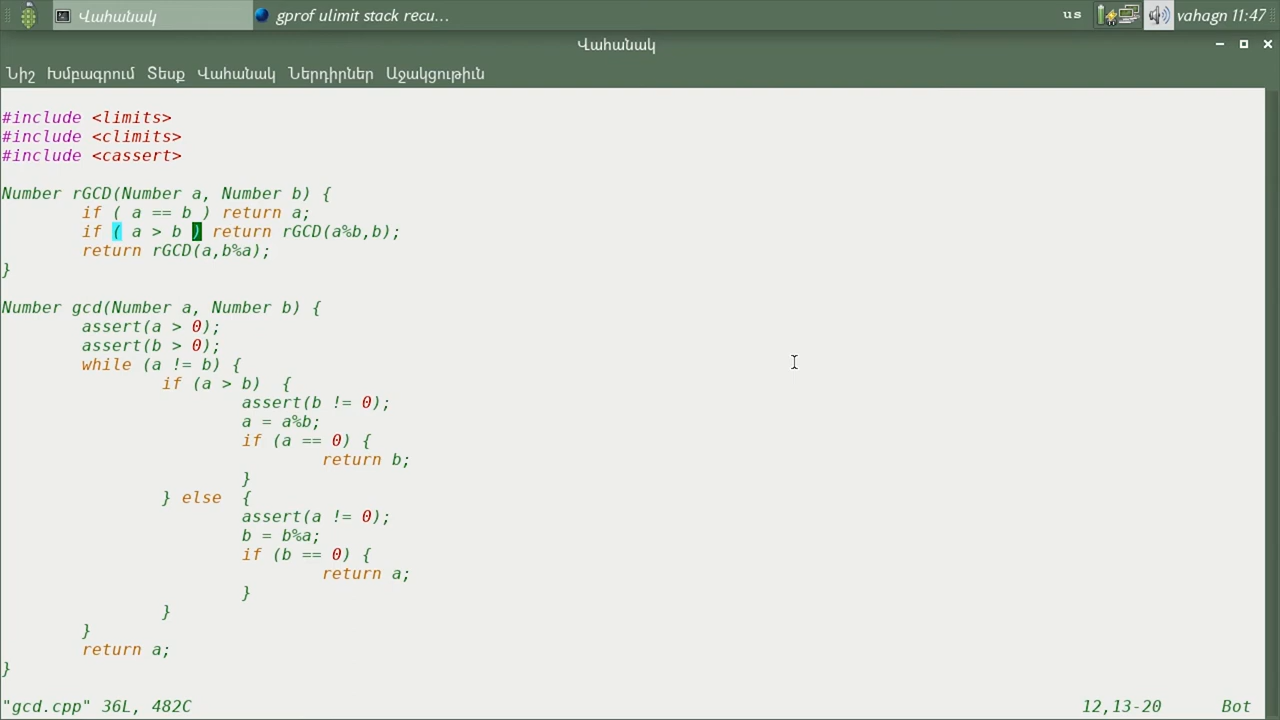 Վահանակ
gprof ulimit stack recu...
us
vahagn 11:47
Վահանակ
Նիշ Խմբագրում Տեսք Վահանակ Ներդիրներ Աջակցութիւն
#include <limits>
#include <climits>
#include <cassert>
Number rGCD(Number a, Number b) {
if ( a == b ) return a;
if ( a > b ) return rGCD(a%b,b);
return rGCD(a,b%a);
}
Number gcd(Number a, Number b) {
assert(a > 0);
assert(b > 0);
while (a != b) {
if (a > b)  {
assert(b != 0);
a = a%b;
if (a == 0) {
return b;
}
} else  {
assert(a != 0);
b = b%a;
if (b == 0) {
return a;
}
}
}
return a;
}
"gcd.cpp" 36L, 482C
12,13-20
Bot